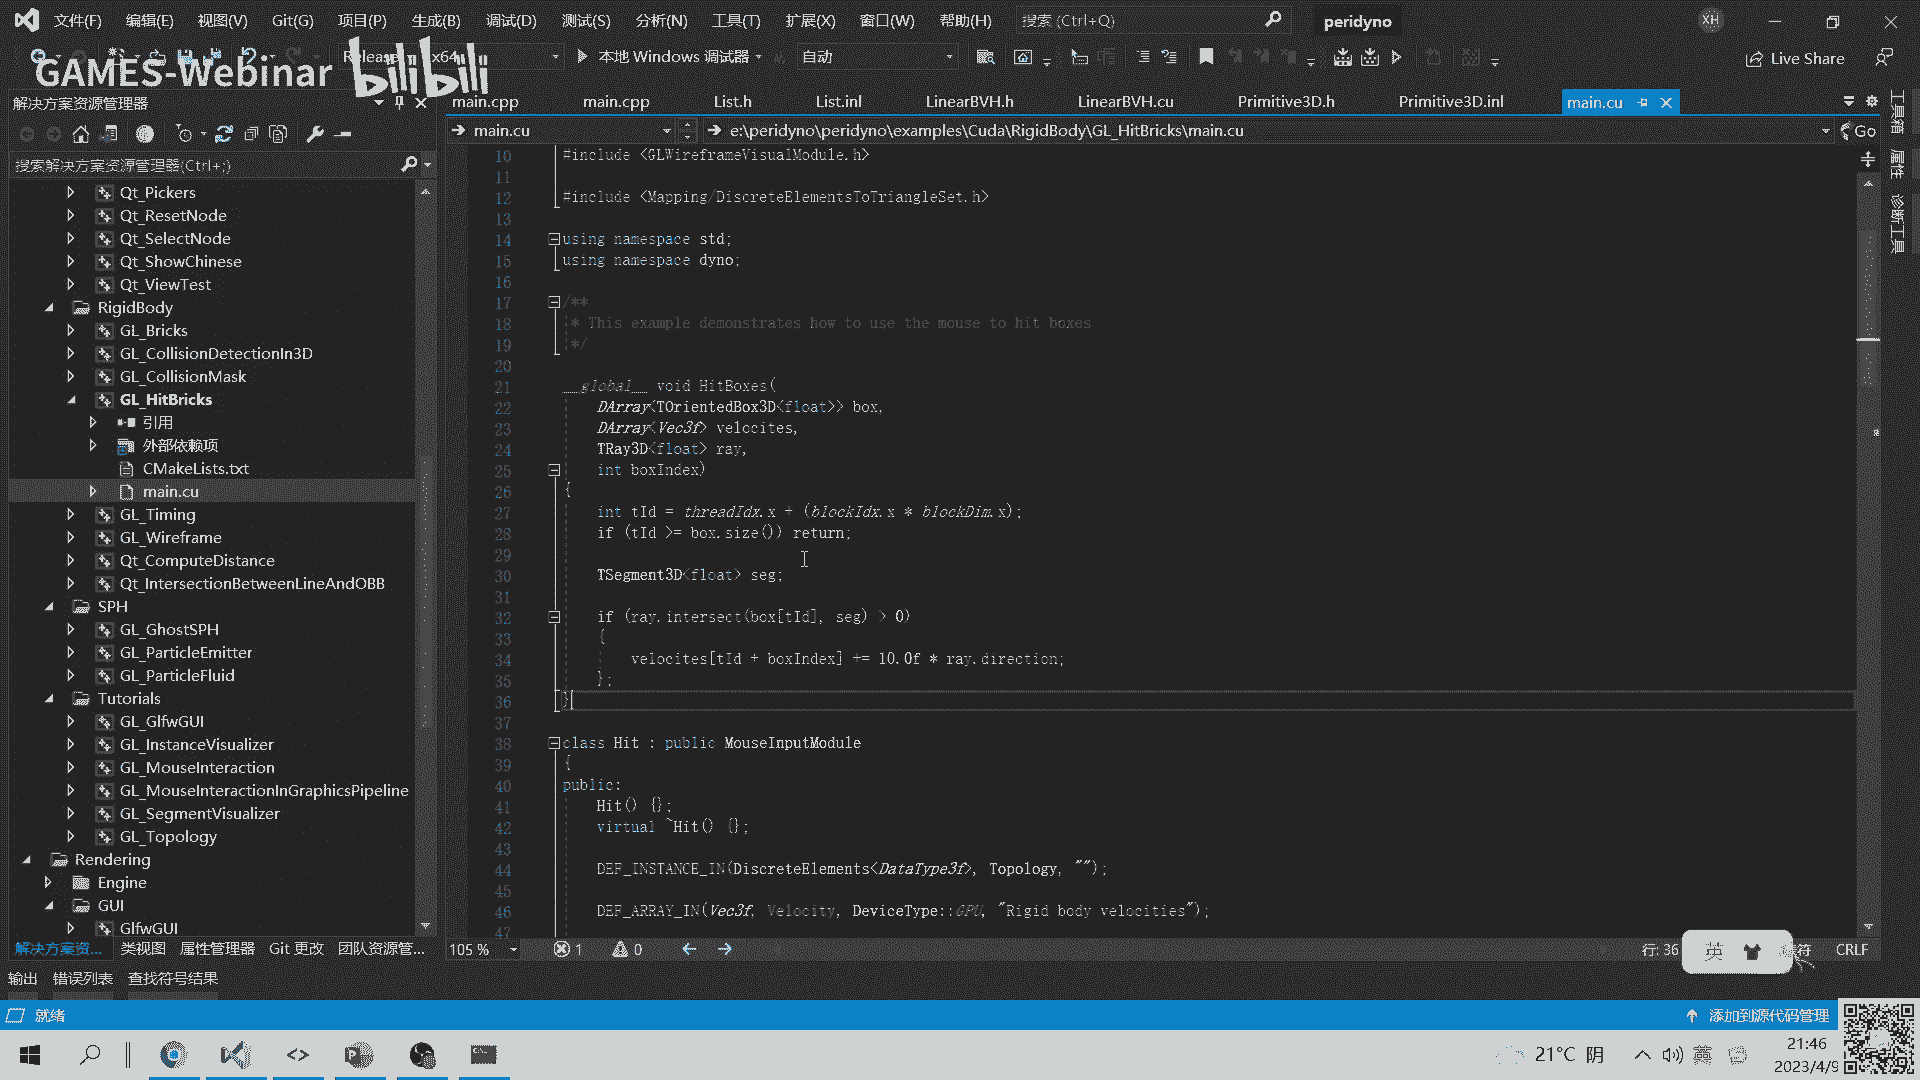 文件(F) 编辑(E) 视图(V) Git(G) 项目(P) 生成(B) 调试(D) 测试(S) 分析(N) 工具(T) 扩展(X) 窗口(W) 帮助(H) 搜索 (Ctrl+Q) peridyno XH
Release x64 本地 Windows 调试器 自动 Live Share
GAMES-Webinar bilibili
解决方案资源管理器
main.cpp main.cpp List.h List.inl LinearBVH.h LinearBVH.cu Primitive3D.h Primitive3D.inl main.cu
main.cu e:\peridyno\peridyno\examples\Cuda\RigidBody\GL_HitBricks\main.cu Go
搜索解决方案资源管理器(Ctrl+;)
Qt_Pickers
Qt_ResetNode
Qt_SelectNode
Qt_ShowChinese
Qt_ViewTest
RigidBody
GL_Bricks
GL_CollisionDetectionIn3D
GL_CollisionMask
GL_HitBricks
引用
外部依赖项
CMakeLists.txt
main.cu
GL_Timing
GL_Wireframe
Qt_ComputeDistance
Qt_IntersectionBetweenLineAndOBB
SPH
GL_GhostSPH
GL_ParticleEmitter
GL_ParticleFluid
Tutorials
GL_GlfwGUI
GL_InstanceVisualizer
GL_MouseInteraction
GL_MouseInteractionInGraphicsPipeline
GL_SegmentVisualizer
GL_Topology
Rendering
Engine
GUI
GlfwGUI
10 #include <GLWireframeVisualModule.h>
11
12 #include <Mapping/DiscreteElementsToTriangleSet.h>
13
14 using namespace std;
15 using namespace dyno;
16
17 /**
18 * This example demonstrates how to use the mouse to hit boxes
19 */
20
21 __global__ void HitBoxes(
22 DArray<TOrientedBox3D<float>> box,
23 DArray<Vec3f> velocites,
24 TRay3D<float> ray,
25 int boxIndex)
26 {
27 int tId = threadIdx.x + (blockIdx.x * blockDim.x);
28 if (tId >= box.size()) return;
29
30 TSegment3D<float> seg;
31
32 if (ray.intersect(box[tId], seg) > 0)
33 {
34 velocites[tId + boxIndex] += 10.0f * ray.direction;
35 };
36 }
37
38 class Hit : public MouseInputModule
39 {
40 public:
41 Hit() {};
42 virtual ~Hit() {};
43
44 DEF_INSTANCE_IN(DiscreteElements<DataType3f>, Topology, "");
45
46 DEF_ARRAY_IN(Vec3f, Velocity, DeviceType::GPU, "Rigid body velocities");
47
工具箱
属性
诊断工具
解决方案资... 类视图 属性管理器 Git 更改 团队资源管... 105 % 1 0 行: 36 英 符 CRLF
输出 错误列表 查找符号结果
就绪 添加到源代码管理
21°C 阴 英 21:46
2023/4/9